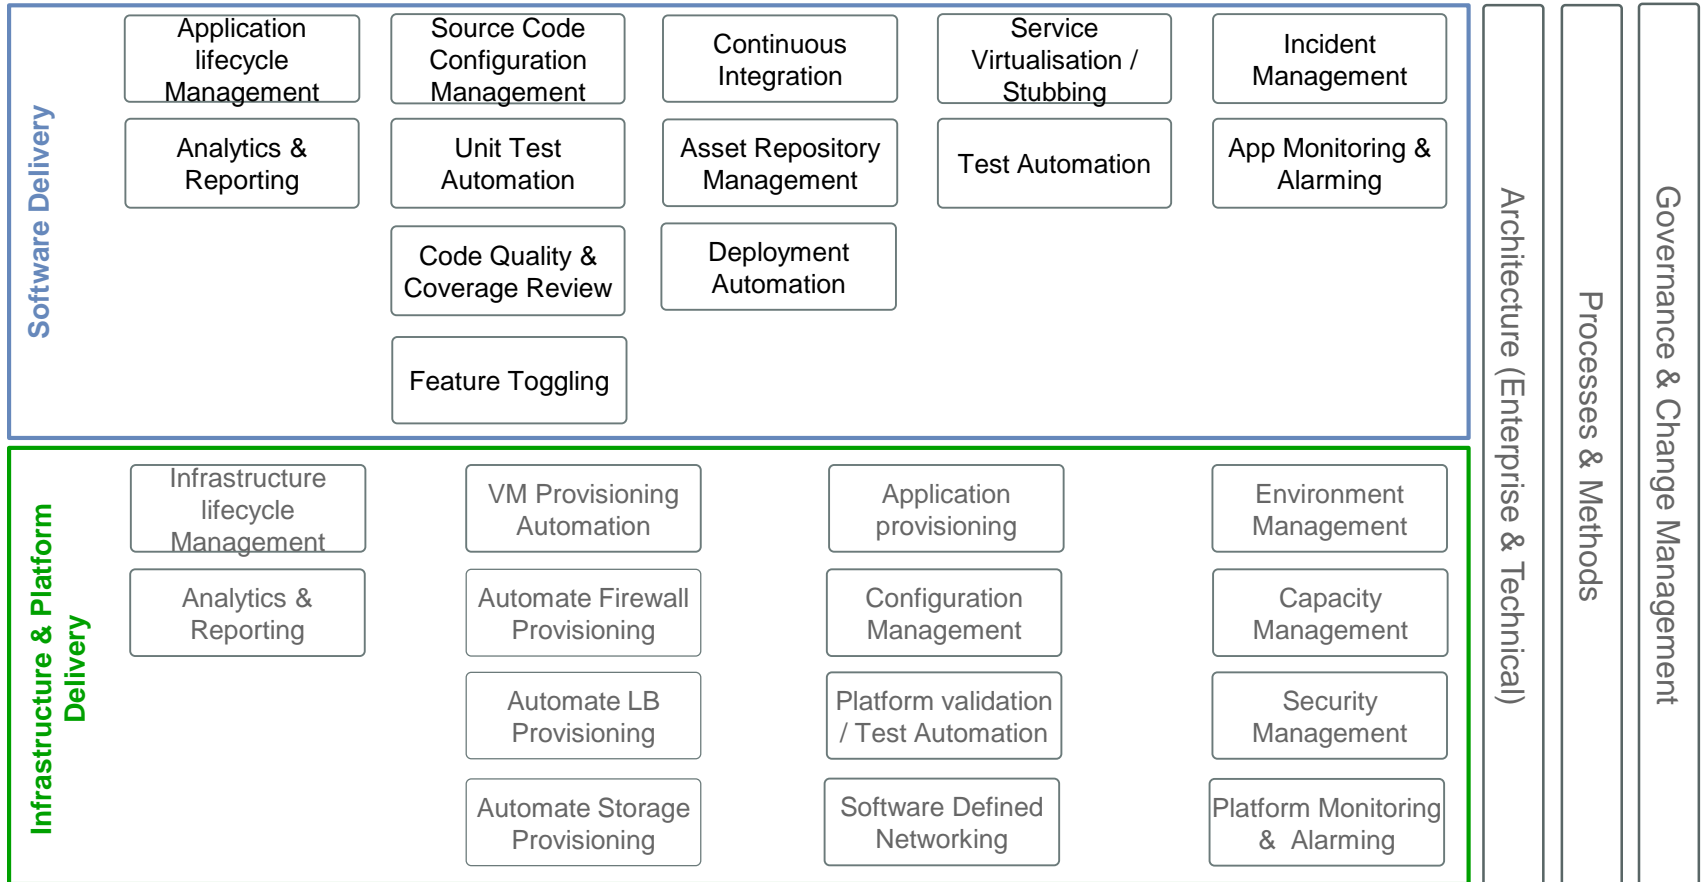 Software Delivery
Application
lifecycle
Management
Source Code
Configuration
Management
Continuous
Integration
Service
Virtualisation /
Stubbing
Incident
Management
Analytics &
Reporting
Unit Test
Automation
Asset Repository
Management
Test Automation
App Monitoring &
Alarming
Code Quality &
Coverage Review
Deployment
Automation
Feature Toggling
Infrastructure & Platform
Delivery
Infrastructure
lifecycle
Management
VM Provisioning
Automation
Application
provisioning
Environment
Management
Analytics &
Reporting
Automate Firewall
Provisioning
Configuration
Management
Capacity
Management
Automate LB
Provisioning
Platform validation
/ Test Automation
Security
Management
Automate Storage
Provisioning
Software Defined
Networking
Platform Monitoring
& Alarming
Architecture (Enterprise & Technical)
Processes & Methods
Governance & Change Management